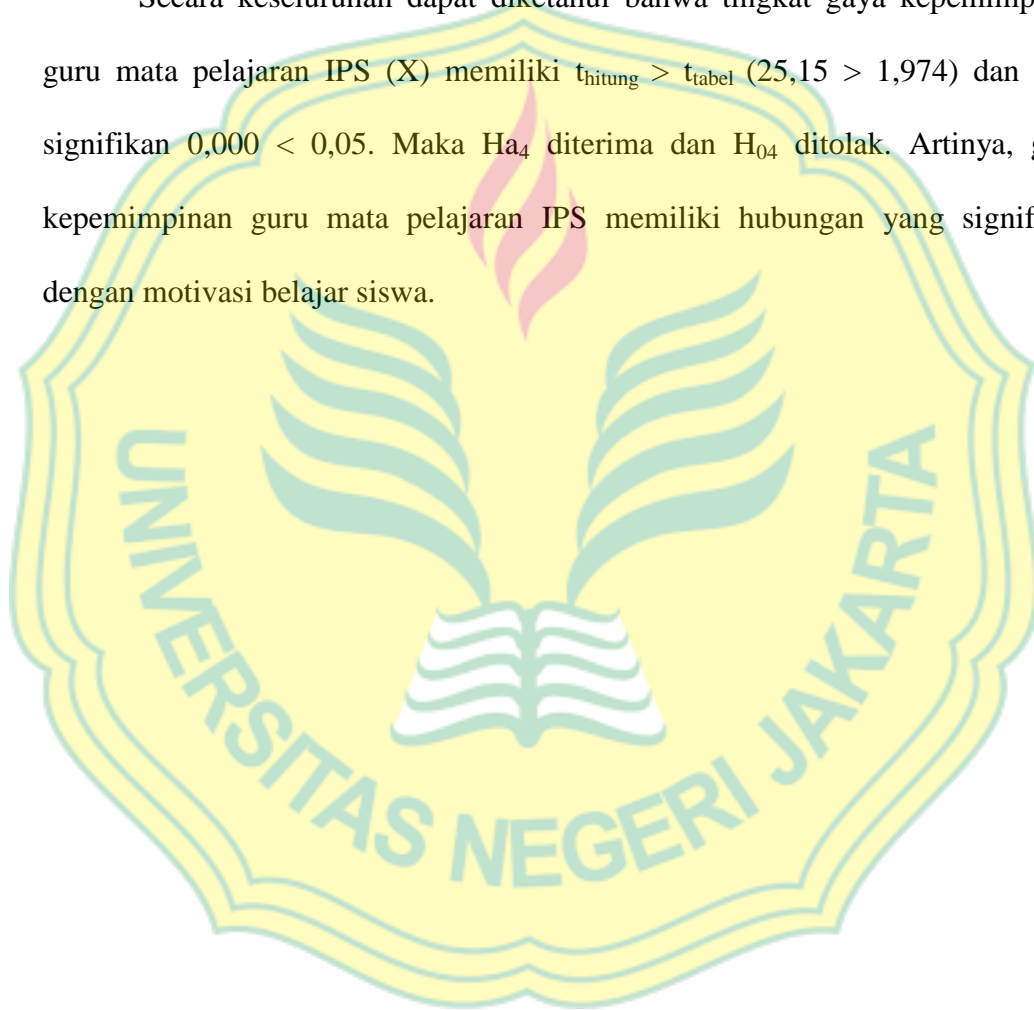 Secara keseluruhan dapat diketahui bahwa tingkat gaya
guru mata pelajaran IPS (X) memiliki thitung > ttabel (25,15 > 1,974) dan
signifikan 0,000 < 0,05. Maka Ha4 diterima dan H04 ditolak. Artinya,
kepemimpinan guru mata pelajaran IPS memiliki hubungan yang
dengan motivasi belajar siswa.
UNIVERSITAS NEGERI JAKARTA